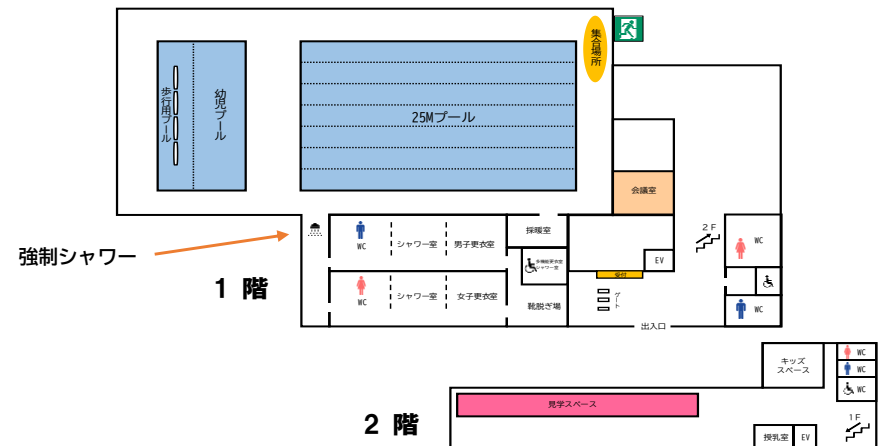 集合場所
歩行用プール
幼児プール
25Mプール
会議室
強制シャワー
WC
シャワー室
男子更衣室
採暖室
多機能更衣室
シャワー室
2F
WC
EV
受付
1 階
WC
シャワー室
女子更衣室
靴脱ぎ場
ゲート
WC
出入口
キッズ
スペース
WC
WC
WC
見学スペース
2 階
授乳室
EV
1F